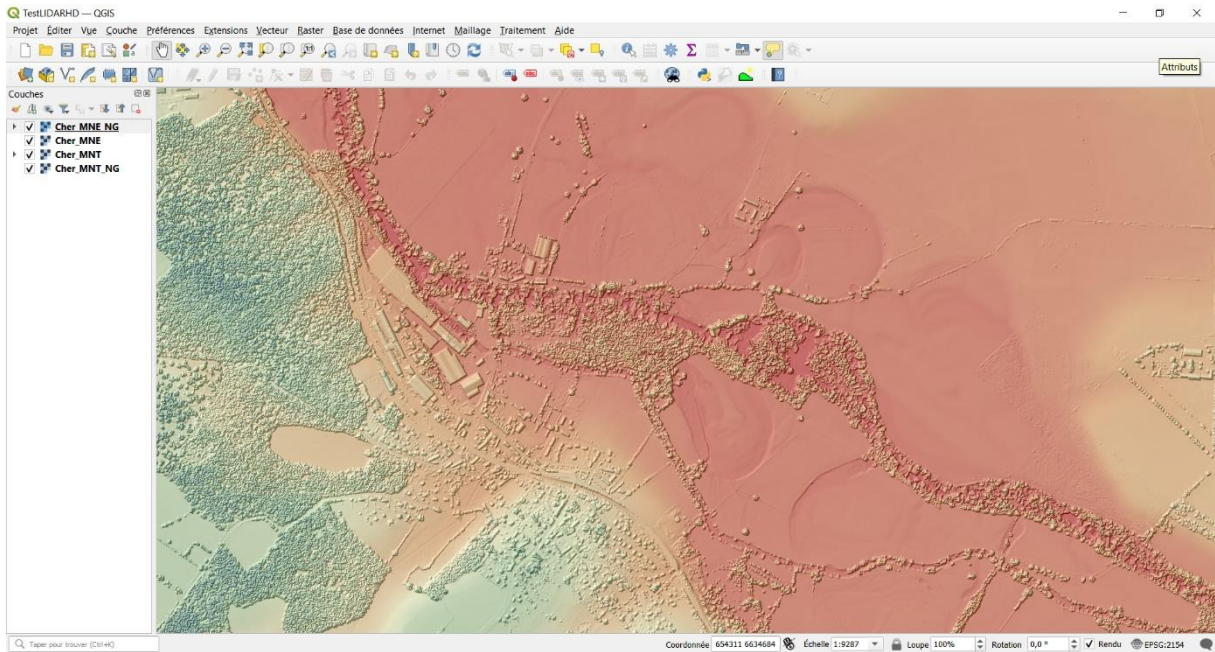 TestLIDARHD — QGIS
Projet Éditer Vue Couche Préférences Extensions Vecteur Raster Base de données Internet Maillage Traitement Aide
Attributs
Couches
Cher_MNE_NG
Cher_MNE
Cher_MNT
Cher_MNT_NG
Taper pour trouver (Ctrl+K) Coordonnée 654311 6634684 Échelle 1:9287 Loupe 100% Rotation 0,0 ° Rendu EPSG:2154